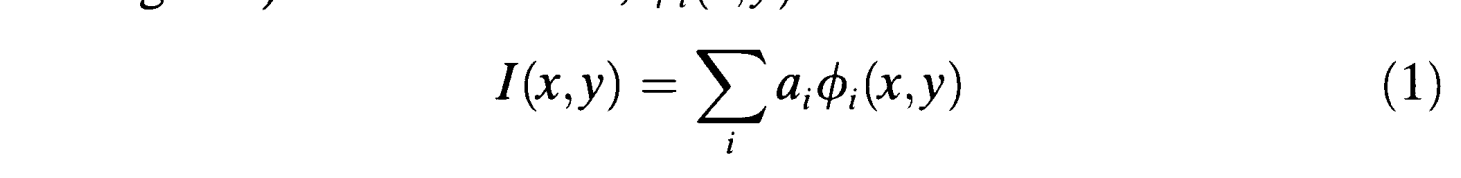 I(x,y) = ∑_i a_i ϕ_i(x,y) (1)